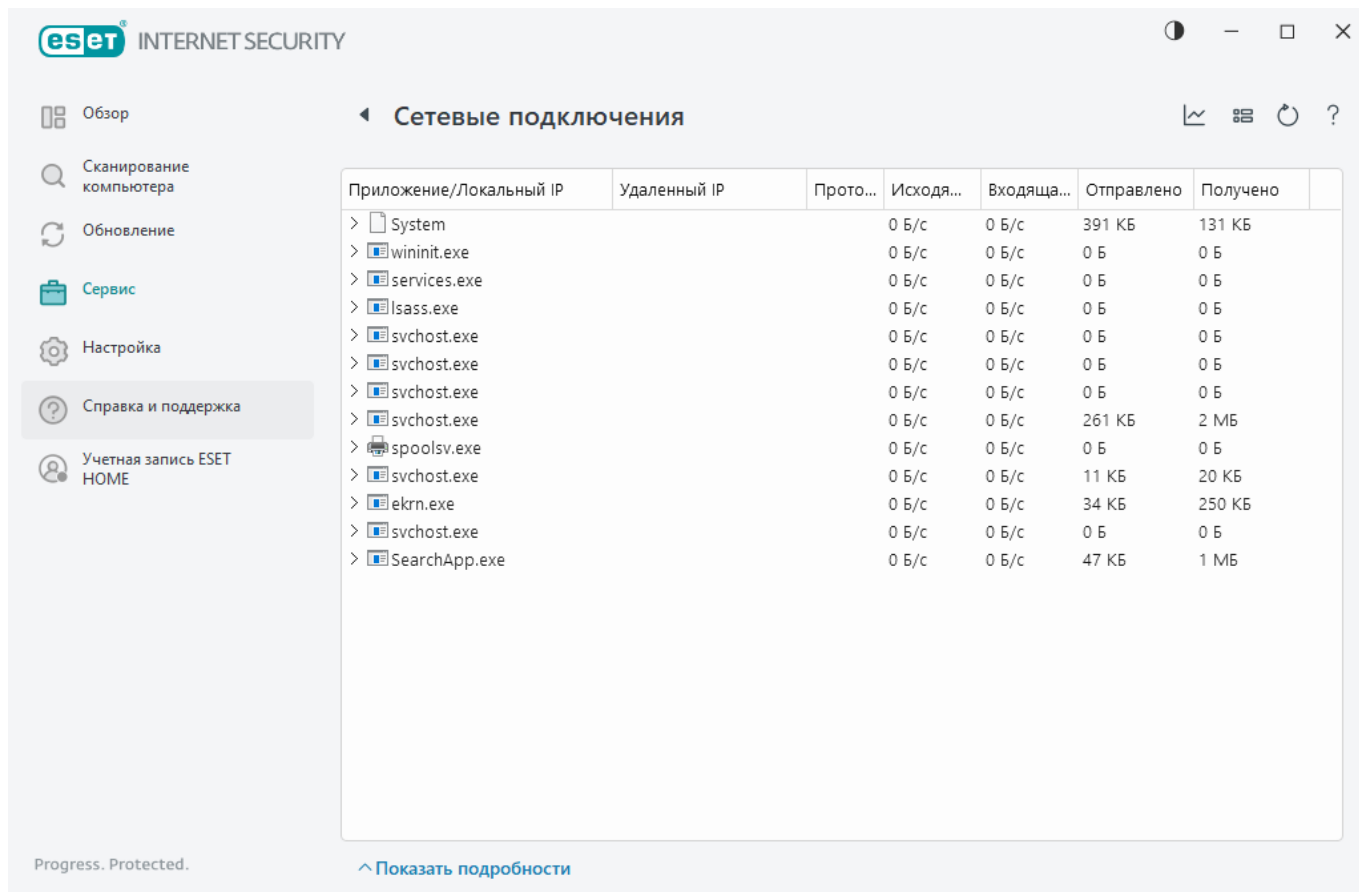 eset® INTERNET SECURITY
Обзор
Сканирование
компьютера
Обновление
Сервис
Настройка
Справка и поддержка
Учетная запись ESET
HOME
Progress. Protected.
Сетевые подключения
?
Приложение/Локальный IP Удаленный IP Прото... Исходя... Входяща... Отправлено Получено
System 0 Б/с 0 Б/с 391 КБ 131 КБ
wininit.exe 0 Б/с 0 Б/с 0 Б 0 Б
services.exe 0 Б/с 0 Б/с 0 Б 0 Б
lsass.exe 0 Б/с 0 Б/с 0 Б 0 Б
svchost.exe 0 Б/с 0 Б/с 0 Б 0 Б
svchost.exe 0 Б/с 0 Б/с 0 Б 0 Б
svchost.exe 0 Б/с 0 Б/с 0 Б 0 Б
svchost.exe 0 Б/с 0 Б/с 261 КБ 2 МБ
spoolsv.exe 0 Б/с 0 Б/с 0 Б 0 Б
svchost.exe 0 Б/с 0 Б/с 11 КБ 20 КБ
ekrn.exe 0 Б/с 0 Б/с 34 КБ 250 КБ
svchost.exe 0 Б/с 0 Б/с 0 Б 0 Б
SearchApp.exe 0 Б/с 0 Б/с 47 КБ 1 МБ
Показать подробности